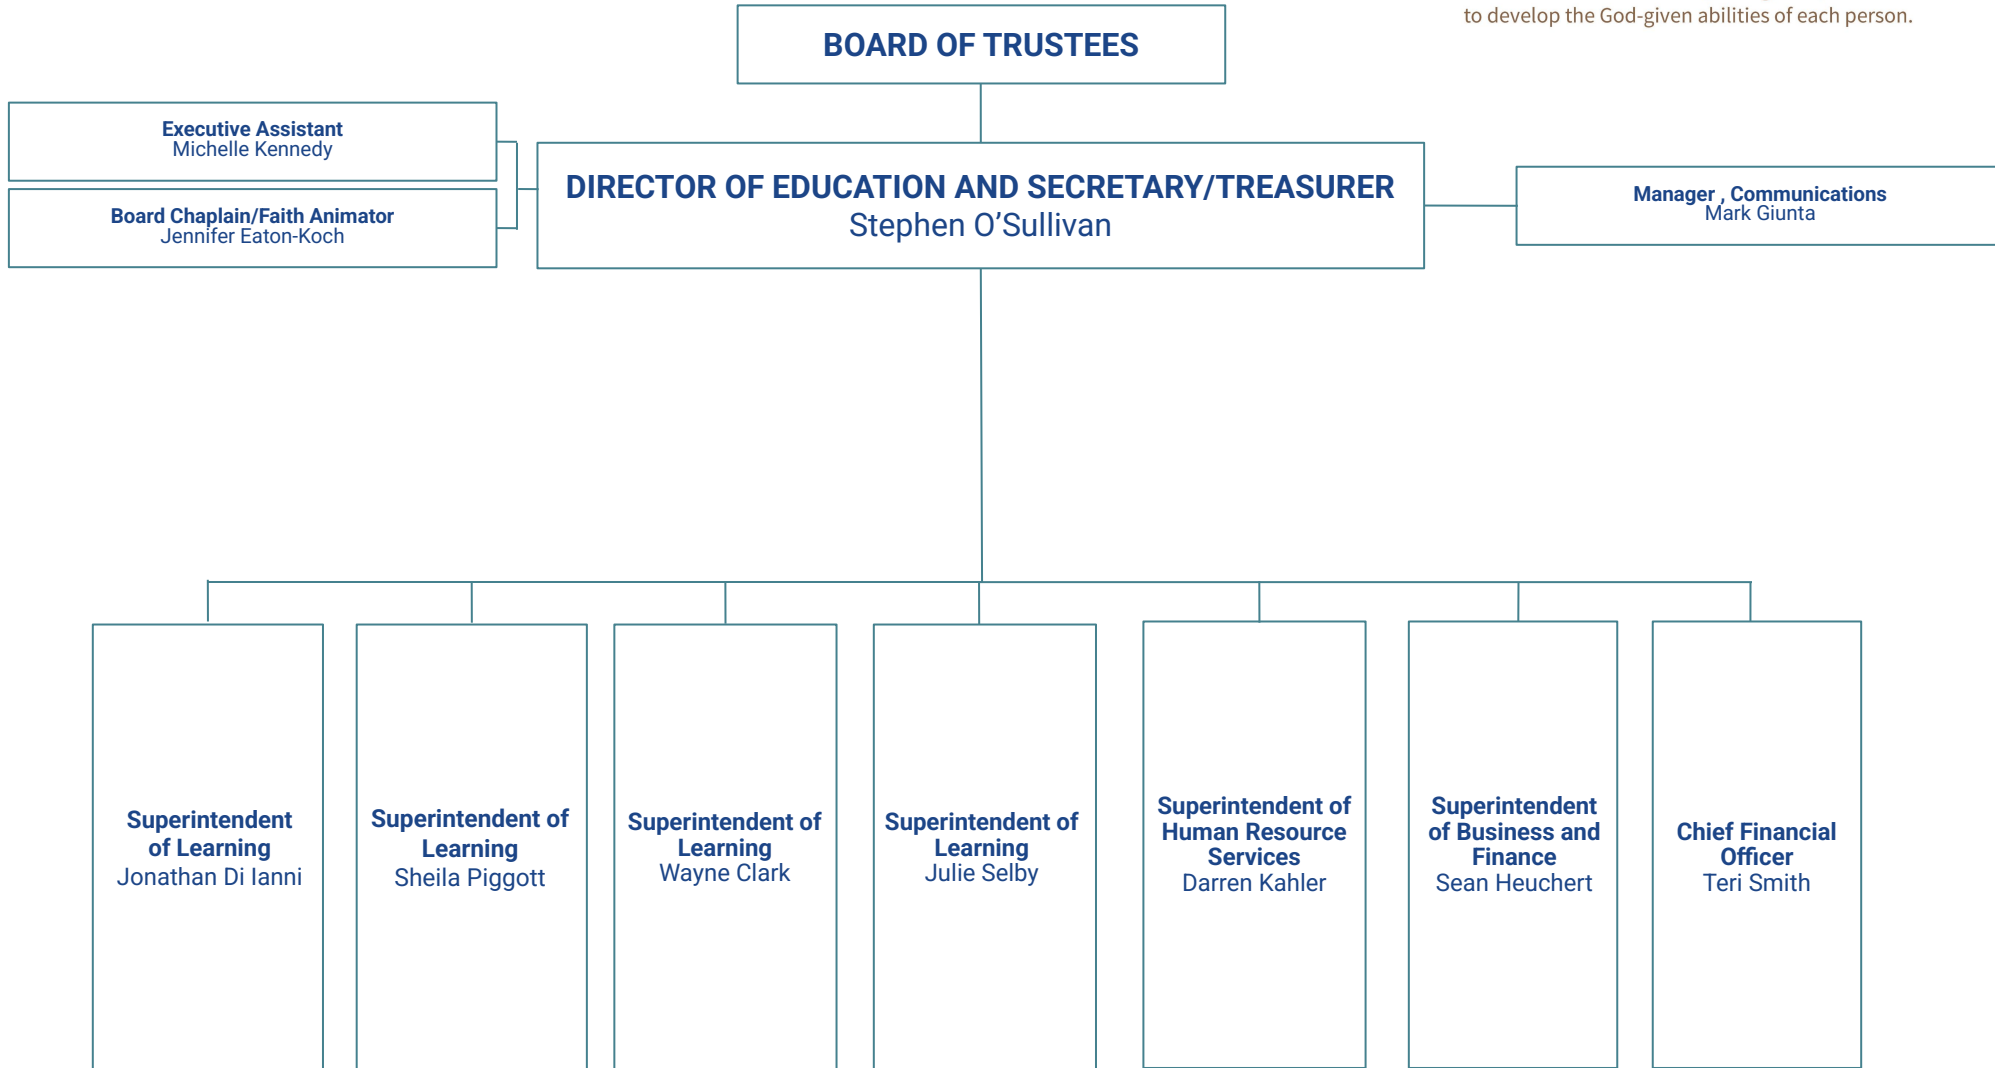 to develop the God-given abilities of each person.
BOARD OF TRUSTEES
Executive Assistant
Michelle Kennedy
Board Chaplain/Faith Animator
Jennifer Eaton-Koch
DIRECTOR OF EDUCATION AND SECRETARY/TREASURER
Stephen O’Sullivan
Manager , Communications
Mark Giunta
Superintendent
of Learning
Jonathan Di Ianni
Superintendent of
Learning
Sheila Piggott
Superintendent of
Learning
Wayne Clark
Superintendent of
Learning
Julie Selby
Superintendent of
Human Resource
Services
Darren Kahler
Superintendent
of Business and
Finance
Sean Heuchert
Chief Financial
Officer
Teri Smith